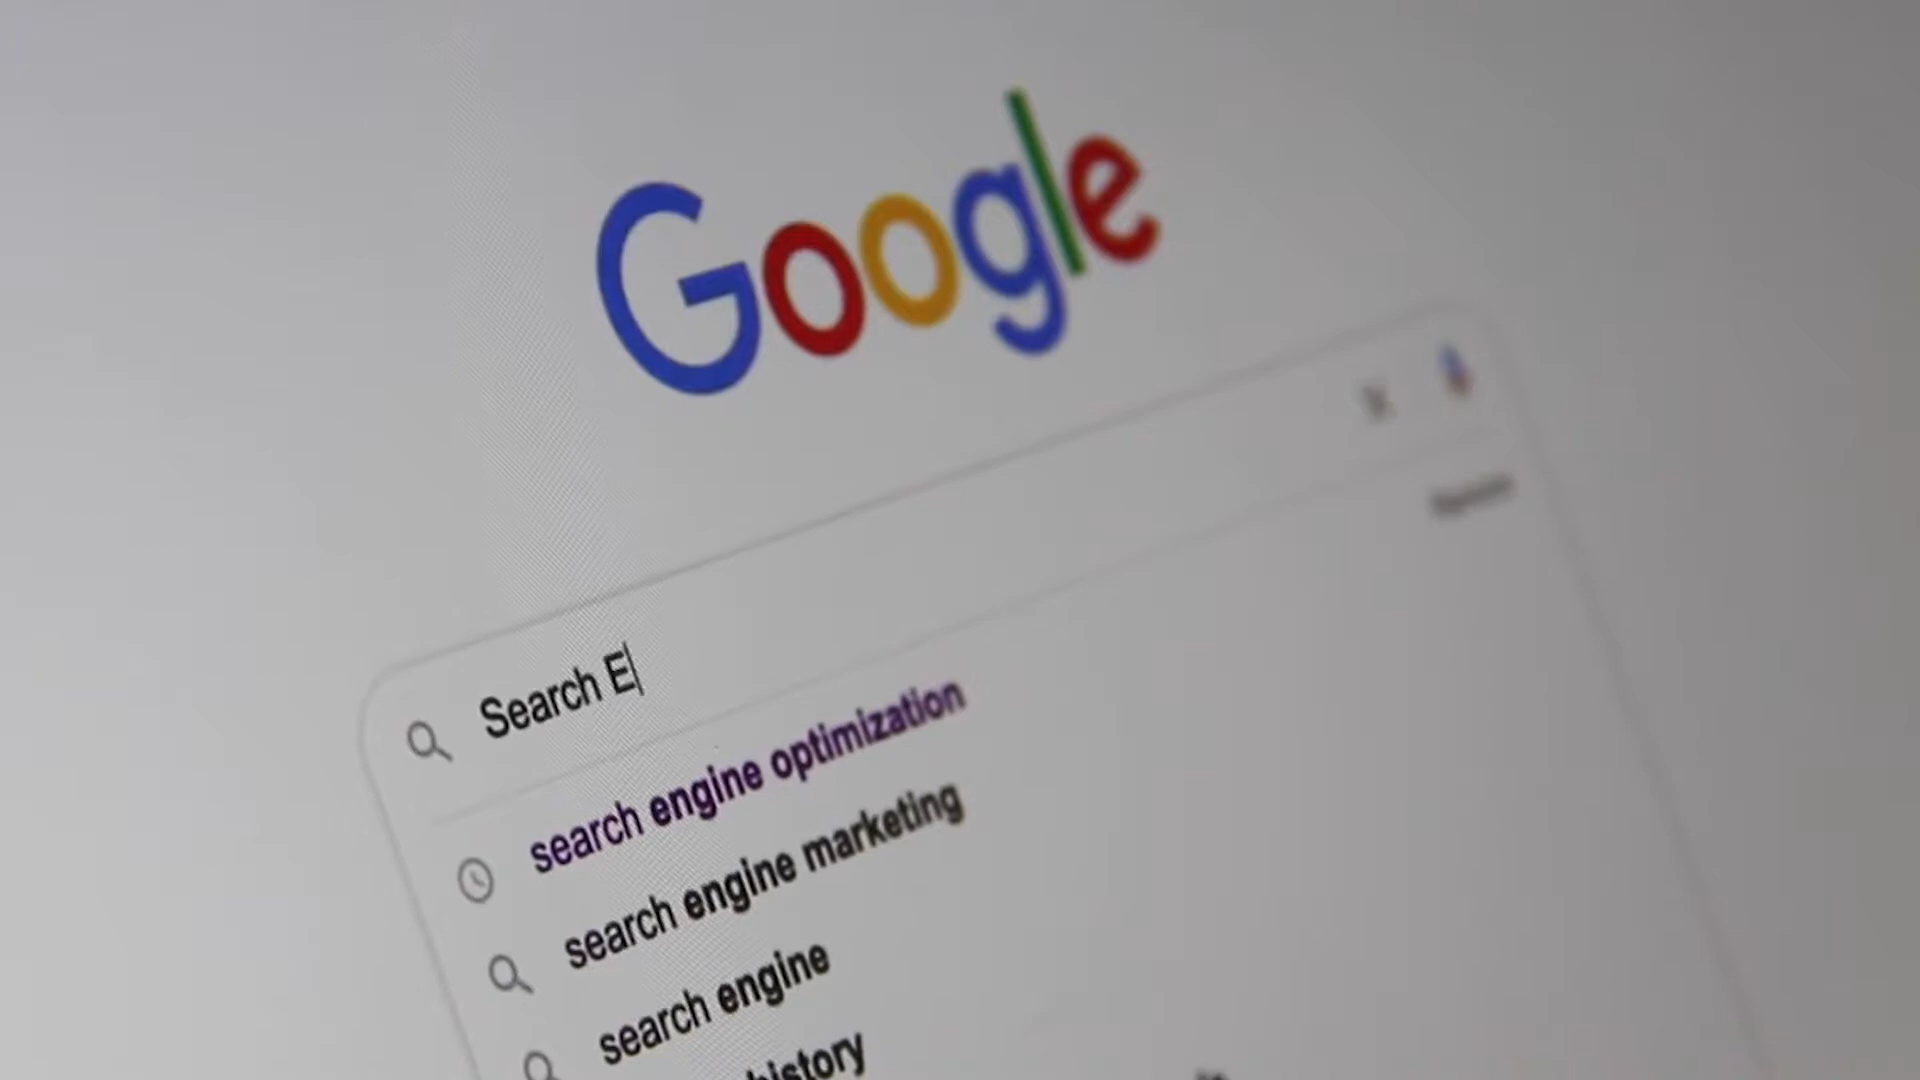 Google
Search E
search engine optimization
search engine marketing
search engine
history